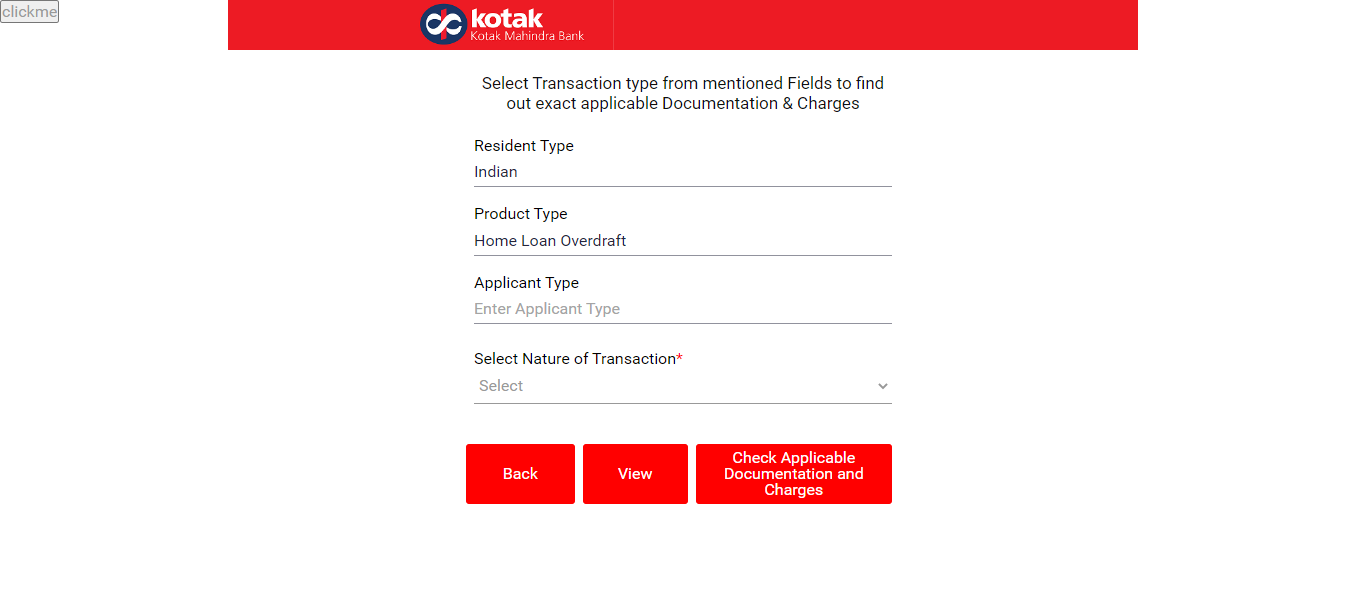 clickme
kotak
Kotak Mahindra Bank
Select Transaction type from mentioned Fields to find
out exact applicable Documentation & Charges
Resident Type
Indian
Product Type
Home Loan Overdraft
Applicant Type
Enter Applicant Type
Select Nature of Transaction*
Select
Back
View
Check Applicable
Documentation and
Charges